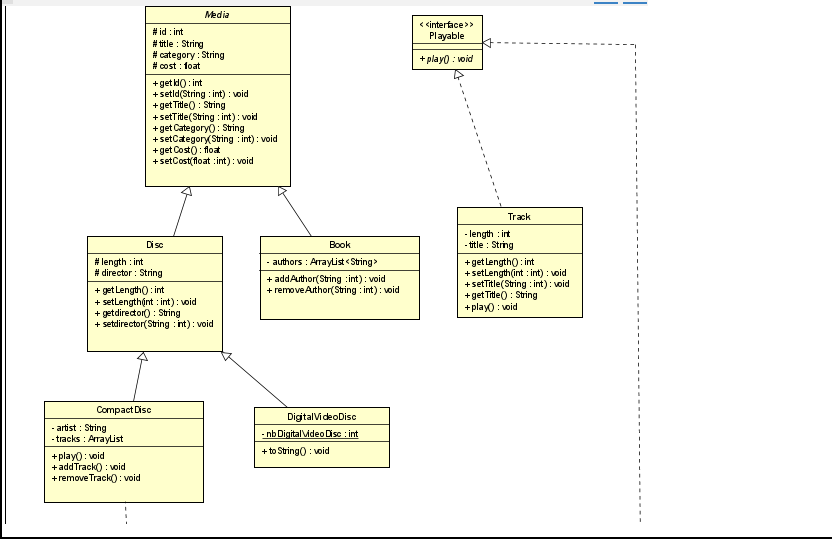 Media
# id : int
# title : String
# category : String
# cost : float
+ getId() : int
+ setId(String : int) : void
+ getTitle() : String
+ setTitle(String : int) : void
+ getCategory() : String
+ setCategory(String : int) : void
+ getCost() : float
+ setCost(float : int) : void
<<interface>>
Playable
+ play() : void
Disc
# length : int
# director : String
+ getLength() : int
+ setLength(int : int) : void
+ getdirector() : String
+ setdirector(String : int) : void
Book
- authors : ArrayList<String>
+ addAuthor(String : int) : void
+ removeAuthor(String : int) : void
Track
- length : int
- title : String
+ getLength() : int
+ setLength(int : int) : void
+ setTitle(String : int) : void
+ getTitle() : String
+ play() : void
CompactDisc
- artist : String
- tracks : ArrayList
+ play() : void
+ addTrack() : void
+ removeTrack() : void
DigitalVideoDisc
- nbDigitalVideoDisc : int
+ toString() : void